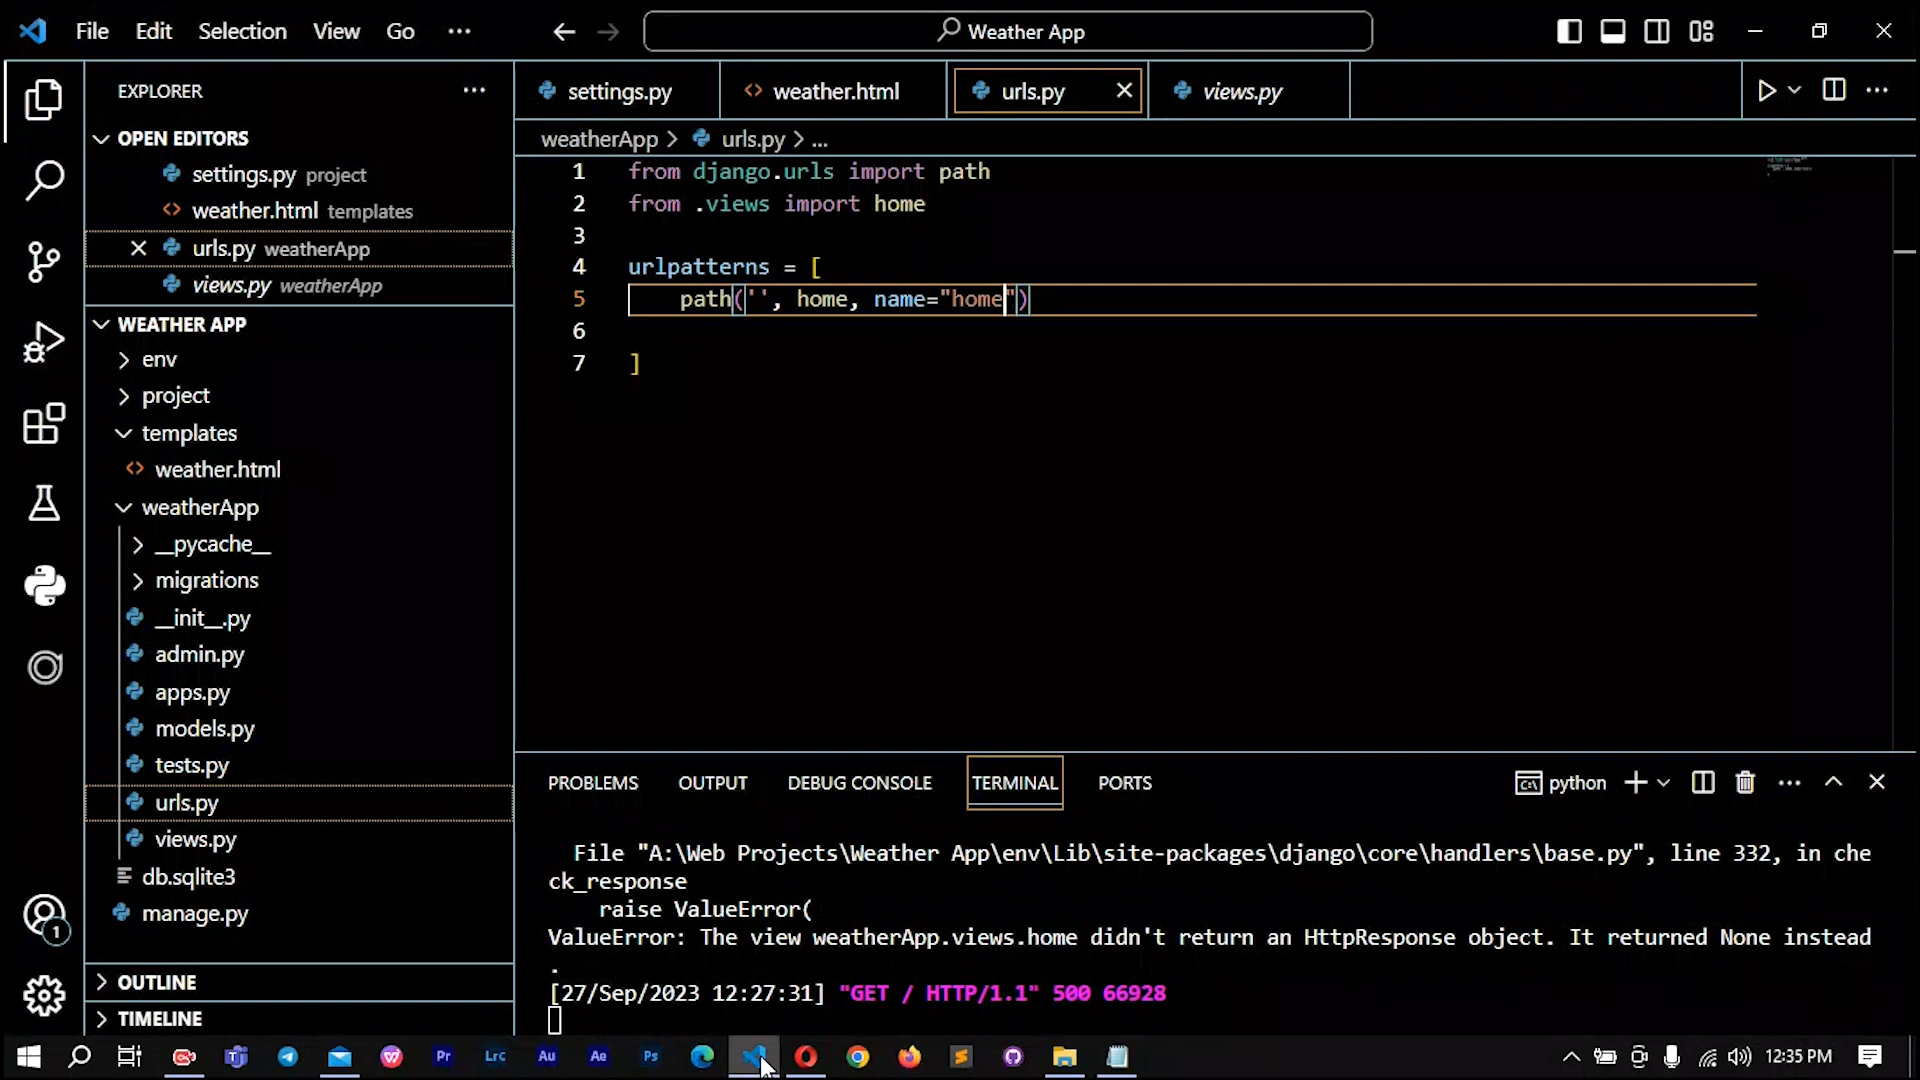 File Edit Selection View Go ··· Weather App
EXPLORER ···
OPEN EDITORS
settings.py project
weather.html templates
urls.py weatherApp
views.py weatherApp
WEATHER APP
env
project
templates
weather.html
weatherApp
__pycache__
migrations
__init__.py
admin.py
apps.py
models.py
tests.py
urls.py
views.py
db.sqlite3
manage.py
OUTLINE
TIMELINE
1
settings.py weather.html urls.py views.py
weatherApp > urls.py > ...
1 from django.urls import path
2 from .views import home
3
4 urlpatterns = [
5 path('', home, name="home")
6
7 ]
PROBLEMS OUTPUT DEBUG CONSOLE TERMINAL PORTS python
File "A:\Web Projects\Weather App\env\Lib\site-packages\django\core\handlers\base.py", line 332, in che
ck_response
raise ValueError(
ValueError: The view weatherApp.views.home didn't return an HttpResponse object. It returned None instead
.
[27/Sep/2023 12:27:31] "GET / HTTP/1.1" 500 66928
Pr Lrc Au Ae Ps 12:35 PM